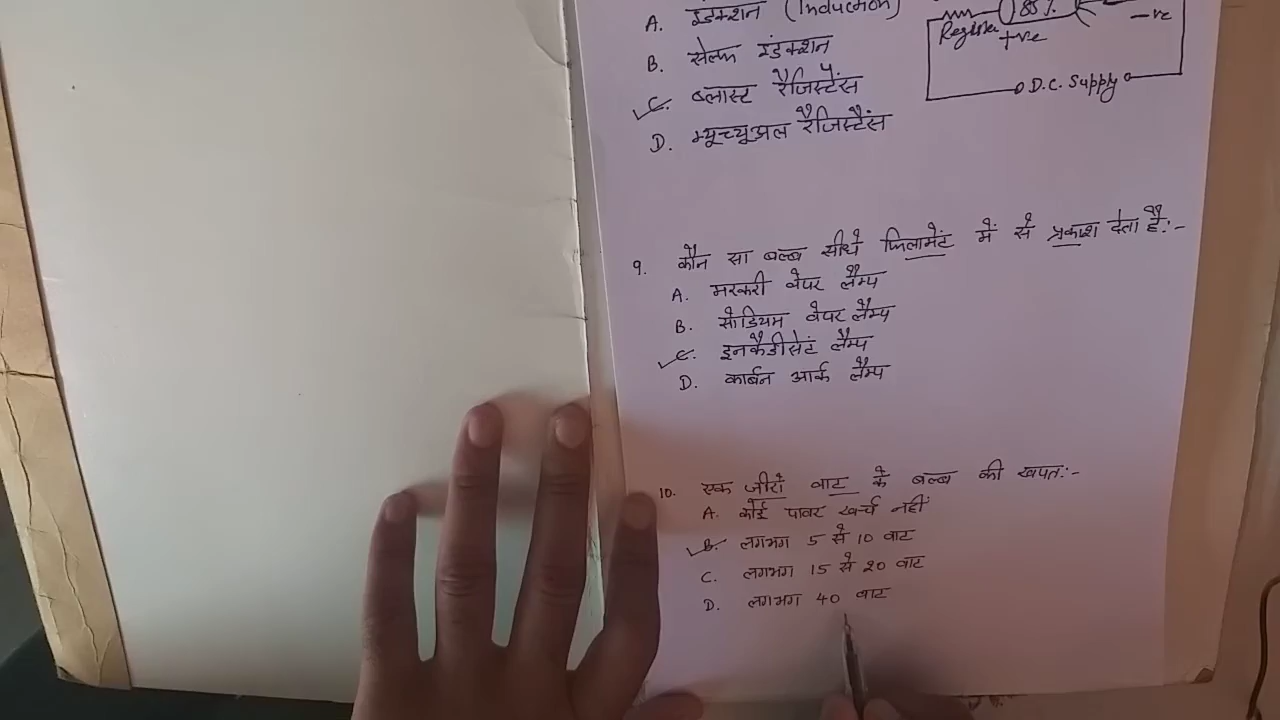 A. इंडक्शन (Induction)
B. सेल्फ इंडक्शन
C. ब्लास्ट रैजिस्टैंस
D. म्यूच्यूअल रैजिस्टैंस
85%
Register
+ve
-ve
D.C. Supply
9. कौन सा बल्ब सीधे फिलामेंट में से प्रकाश देता है:-
A. मरकरी वेपर लैम्प
B. सोडियम वेपर लैम्प
C. इनकैडीसेटं लैम्प
D. कार्बन आर्क लैम्प
10. एक जीरो वाट के बल्ब की खपत:-
A. कोई पावर खर्च नहीं
B. लगभग 5 से 10 वाट
C. लगभग 15 से 20 वाट
D. लगभग 40 वाट